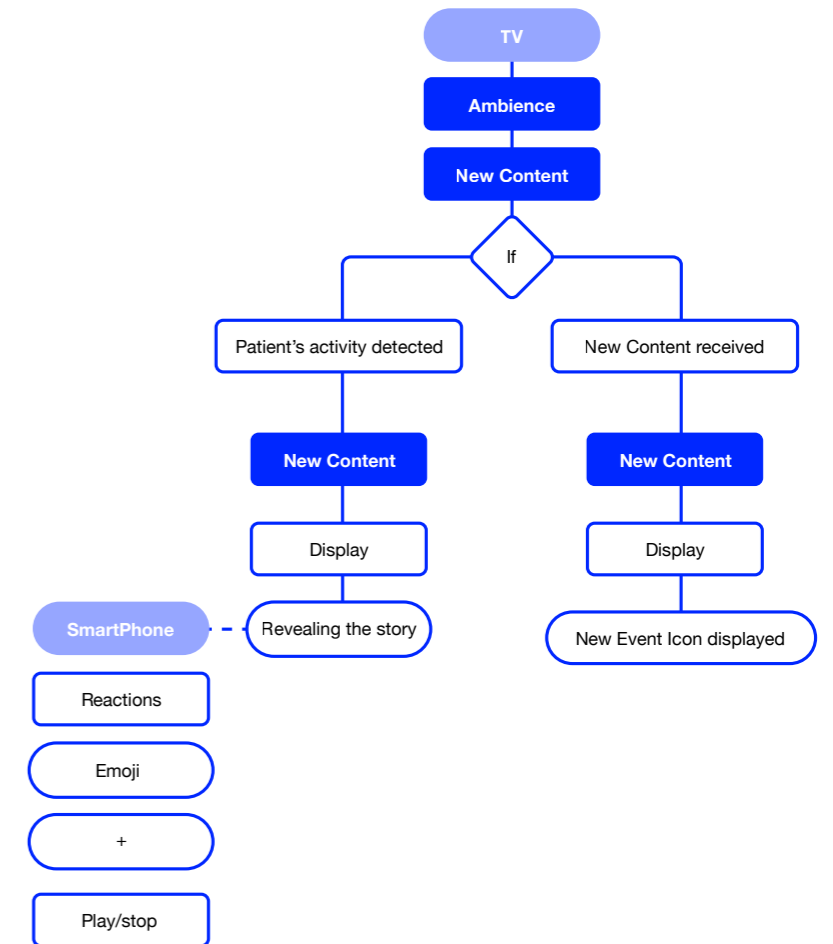 TV
Ambience
New Content
If
Patient’s activity detected
New Content received
New Content
New Content
Display
Display
SmartPhone
Revealing the story
New Event Icon displayed
Reactions
Emoji
+
Play/stop